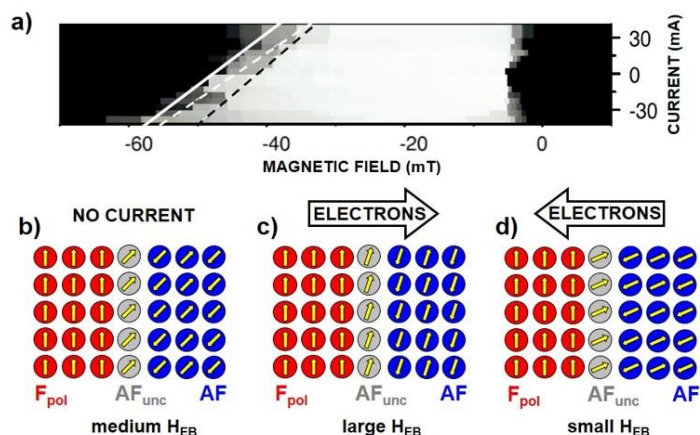 a)
30
0
-30
CURRENT (mA)
-60 -40 -20 0
MAGNETIC FIELD (mT)
b) NO CURRENT
c) ELECTRONS
d) ELECTRONS
Fpol AFunc AF
medium HEB
Fpol AFunc AF
large HEB
Fpol AFunc AF
small HEB